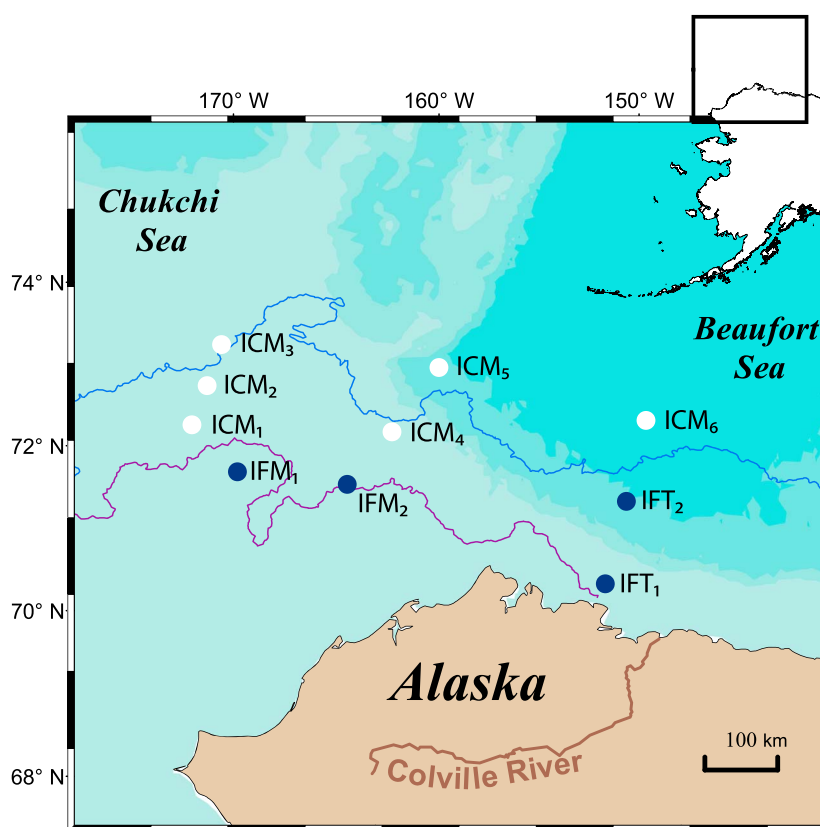 170° W
160° W
150° W
Chukchi
Sea
74° N
Beaufort
Sea
ICM₃
ICM₅
ICM₂
ICM₁
ICM₆
ICM₄
72° N
IFM₁
IFM₂
IFT₂
IFT₁
70° N
Alaska
100 km
Colville River
68° N